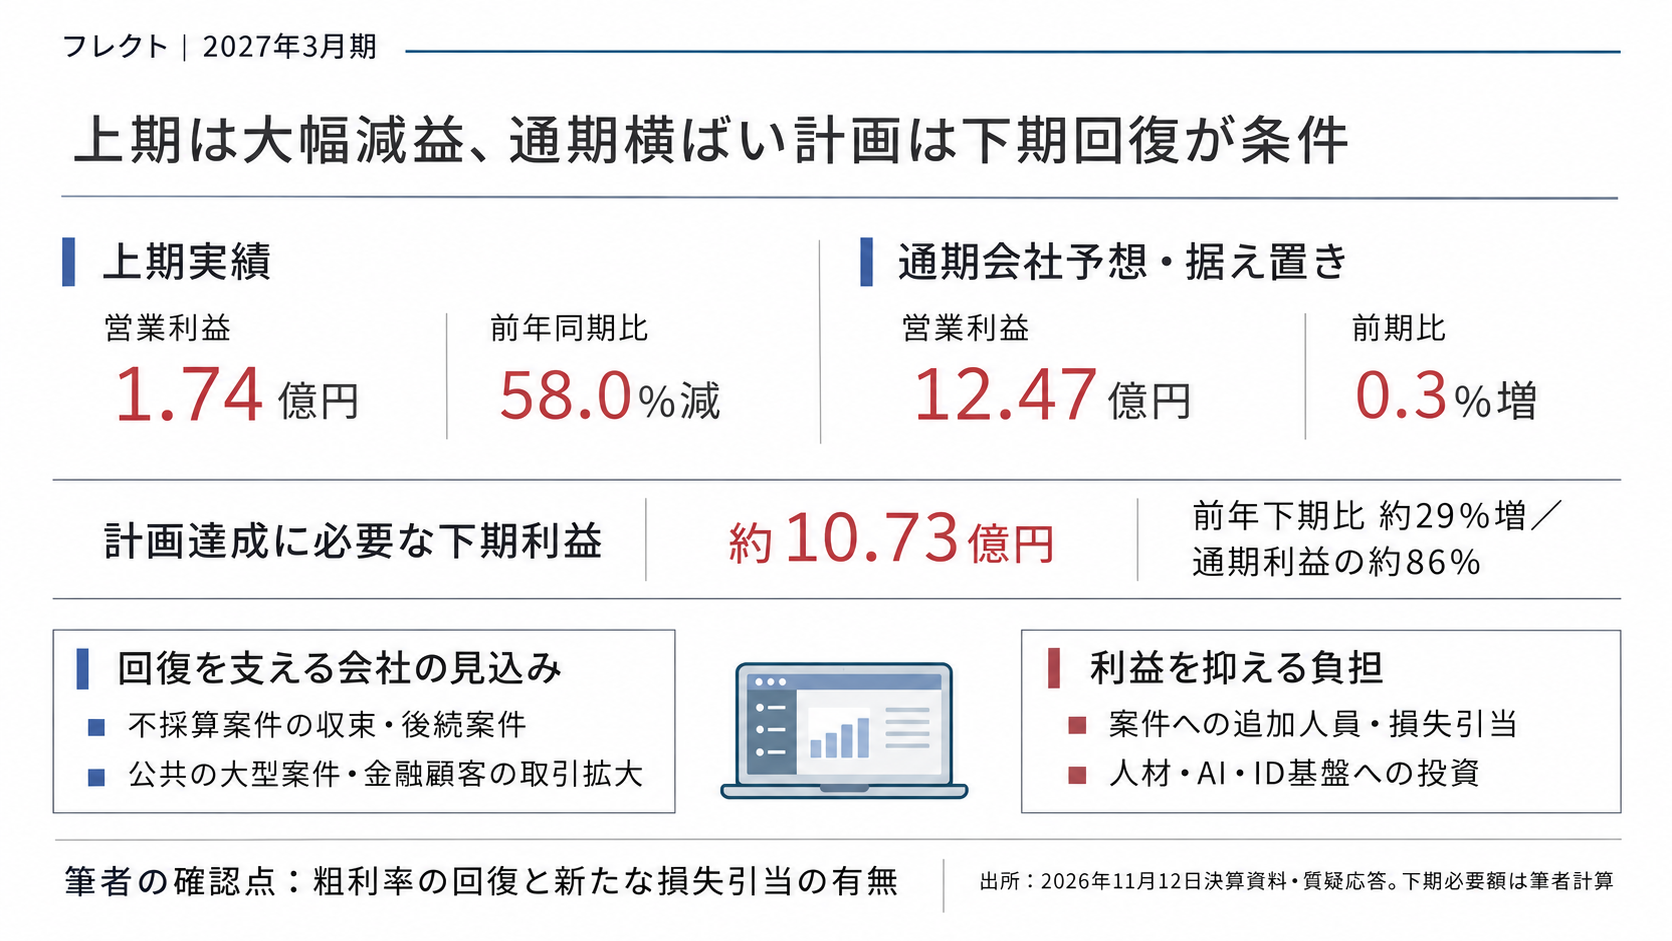 フレクト | 2027年3月期
上期は大幅減益、通期横ばい計画は下期回復が条件
上期実績
営業利益
1.74億円
前年同期比
58.0%減
通期会社予想・据え置き
営業利益
12.47億円
前期比
0.3%増
計画達成に必要な下期利益
約10.73億円
前年下期比 約29%増／
通期利益の約86%
回復を支える会社の見込み
不採算案件の収束・後続案件
公共の大型案件・金融顧客の取引拡大
利益を抑える負担
案件への追加人員・損失引当
人材・AI・ID基盤への投資
筆者の確認点：粗利率の回復と新たな損失引当の有無
出所：2026年11月12日決算資料・質疑応答。下期必要額は筆者計算